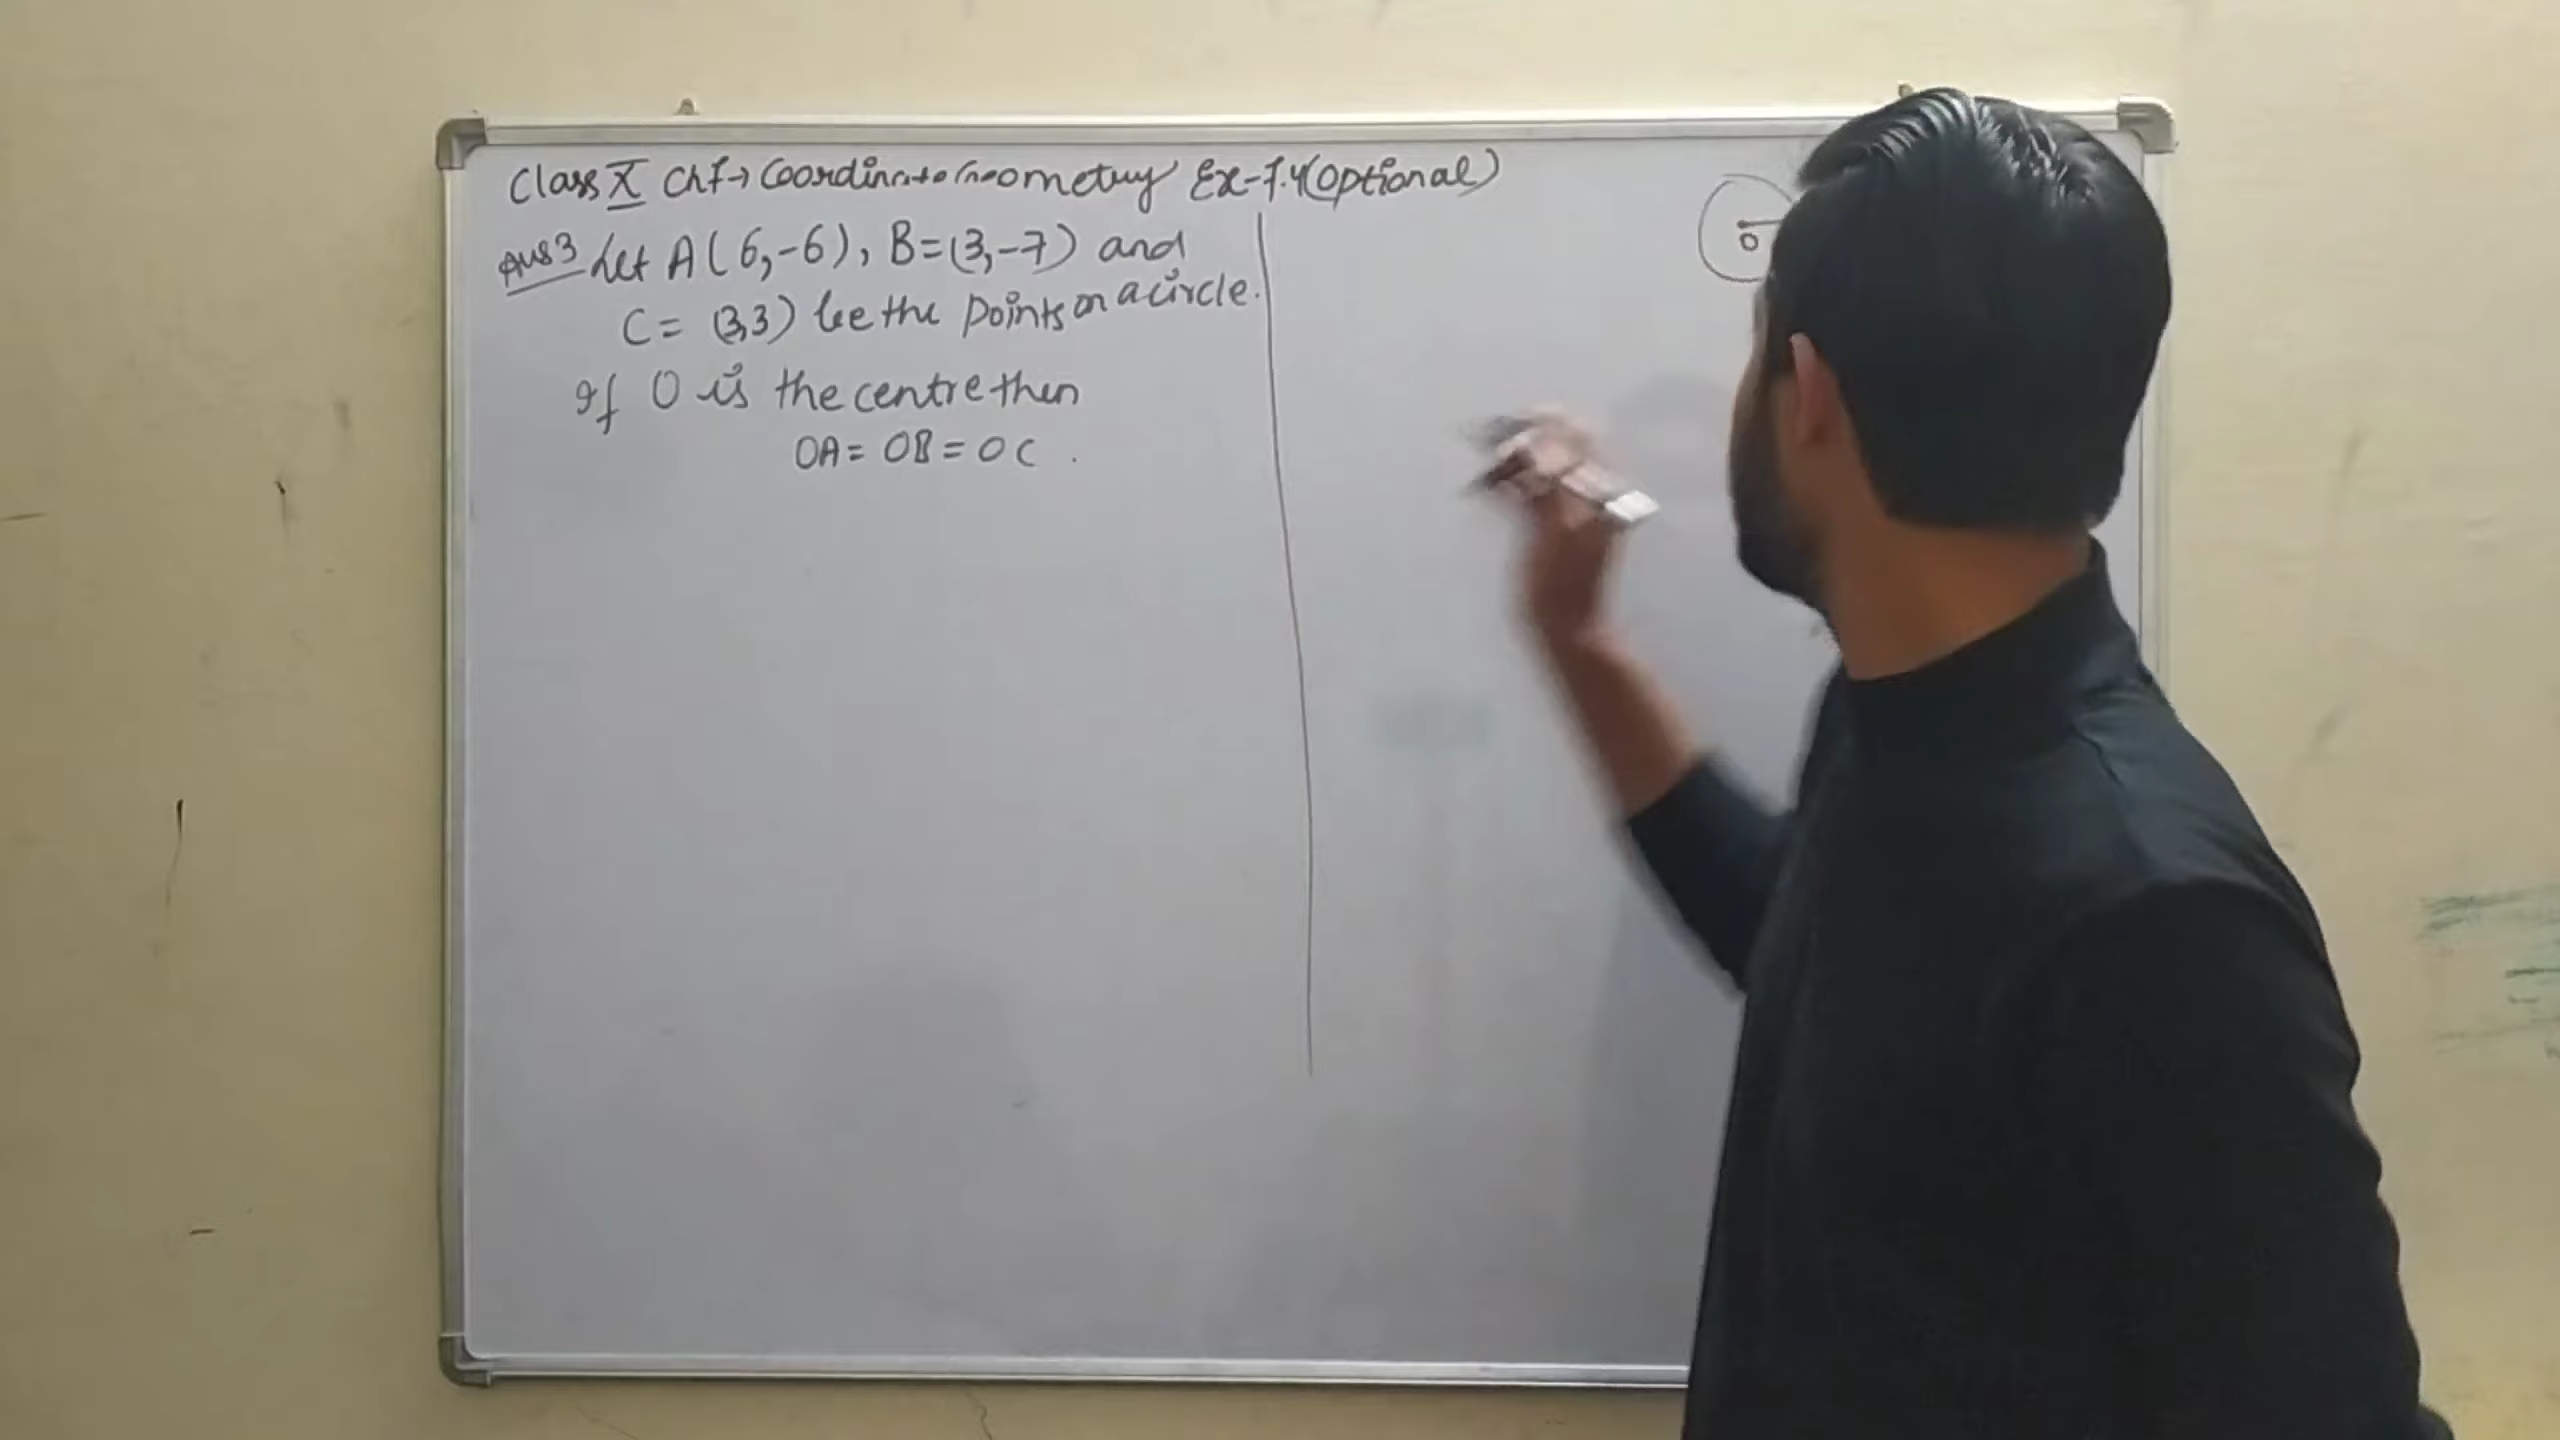 Class X Ch7→ Coordinate Geometry Ex-7.4(Optional)
Ans3 Let A(6,-6), B=(3,-7) and
C= (3,3) be the points on a circle.
If O is the centre then
OA= OB= OC .
O